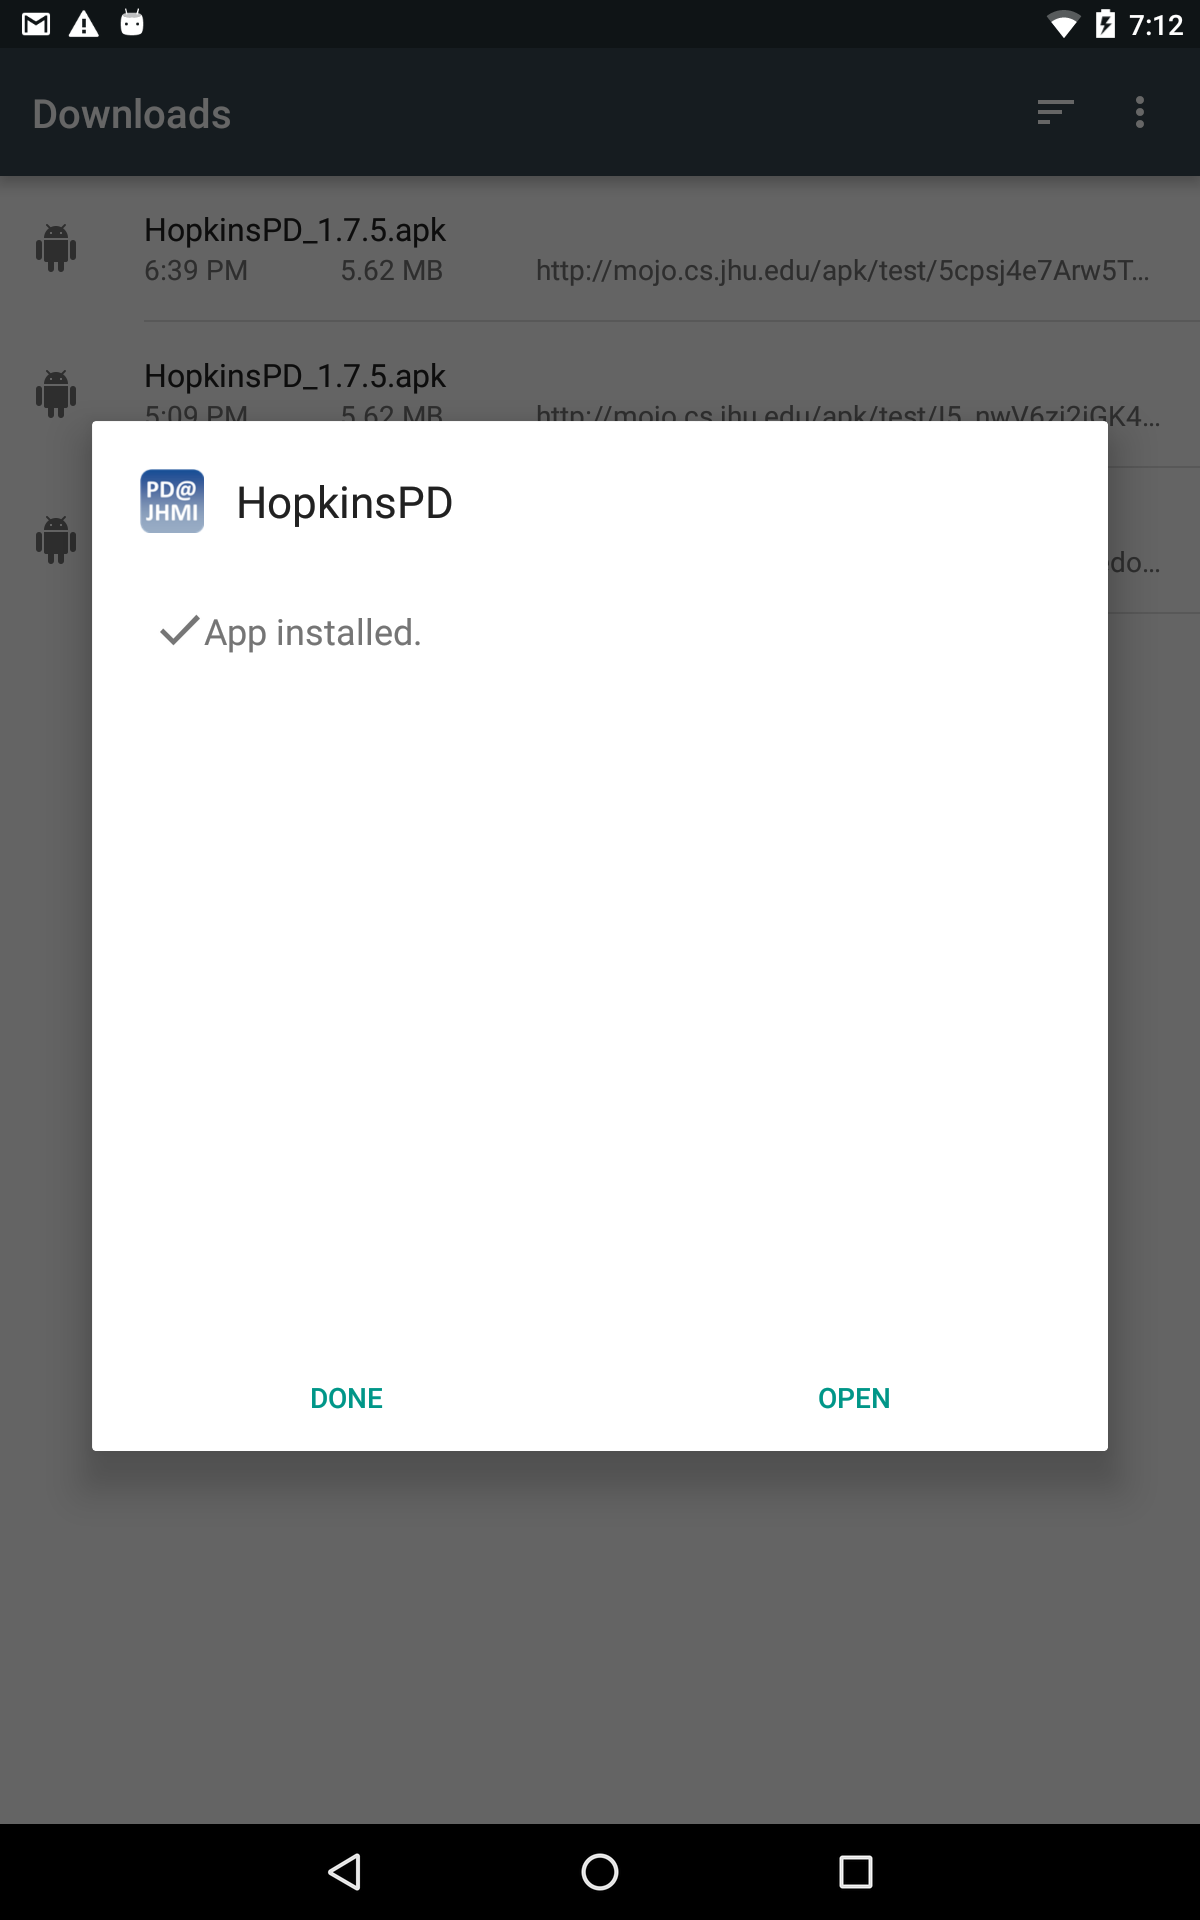 7:12
Downloads
HopkinsPD_1.7.5.apk
6:39 PM 5.62 MB http://mojo.cs.jhu.edu/apk/test/5cpsj4e7Arw5T...
HopkinsPD_1.7.5.apk
5:09 PM 5.62 MB http://mojo.cs.jhu.edu/apk/test/
do...
PD@
JHMI
HopkinsPD
App installed.
DONE OPEN